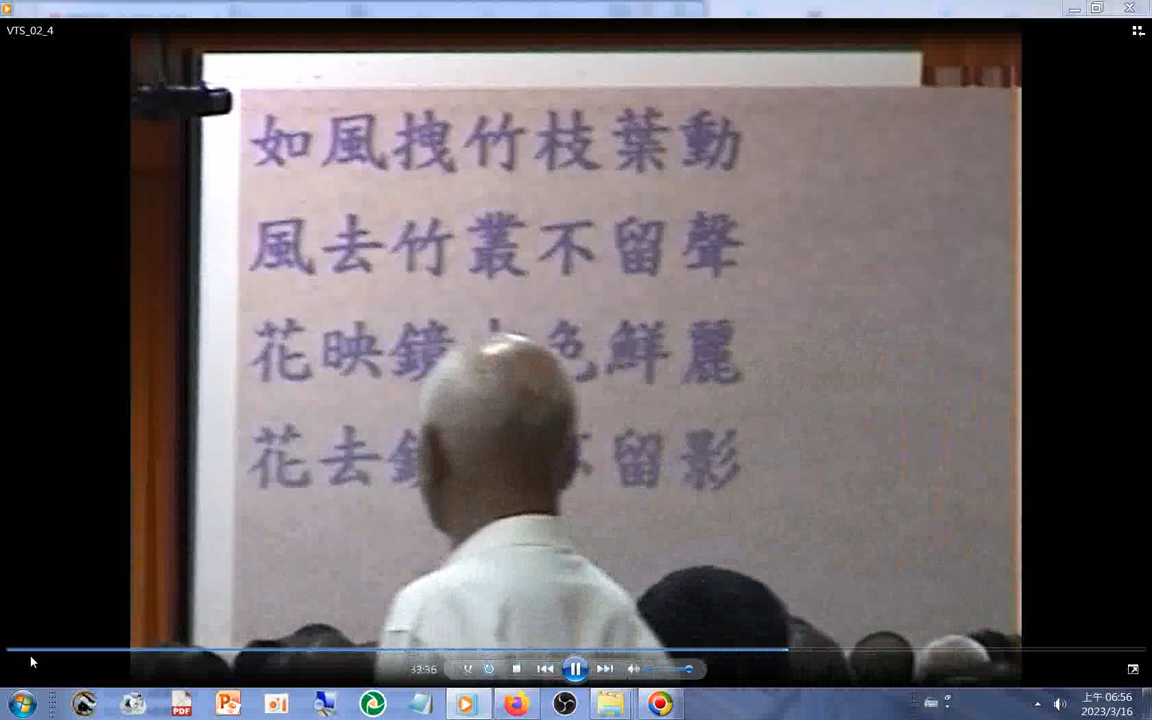 VTS_02_4
如風拽竹枝葉動
風去竹叢不留聲
花映鏡 色鮮麗
花去 留影
33:36
上午 06:56
2023/3/16